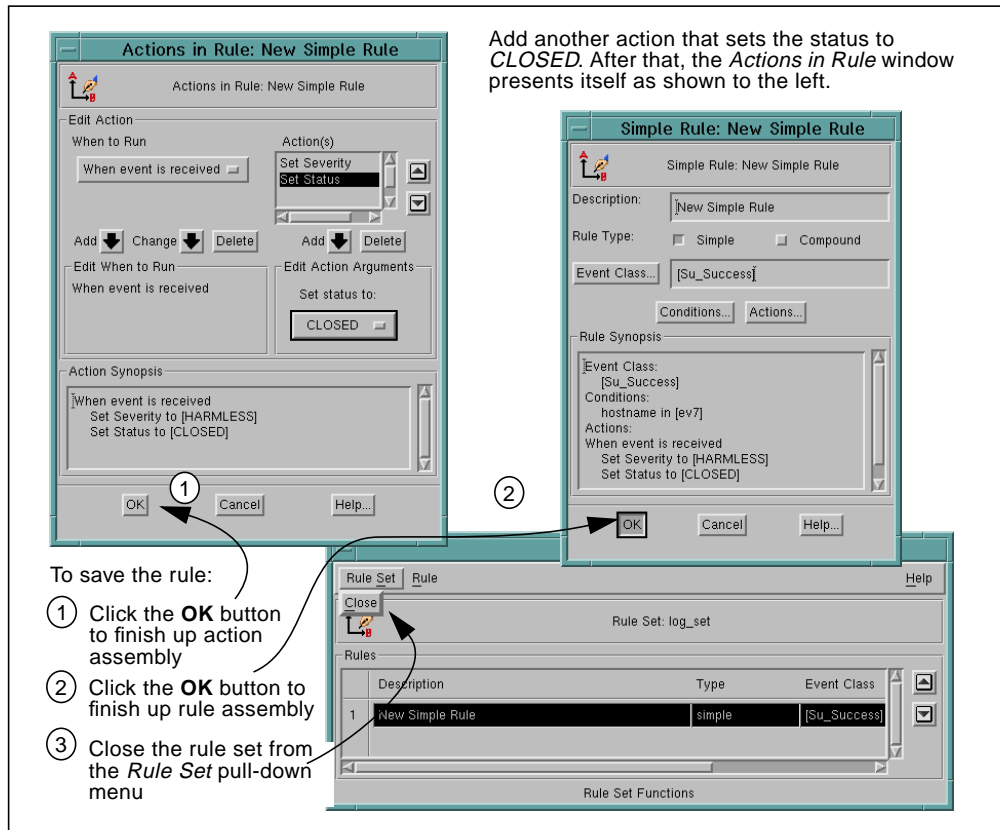 Actions in Rule: New Simple Rule
A
B
Actions in Rule: New Simple Rule
Edit Action
When to Run
Action(s)
When event is received
Set Severity
Set Status
Add
Change
Delete
Add
Delete
Edit When to Run
When event is received
Edit Action Arguments
Set status to:
CLOSED
Action Synopsis
When event is received
Set Severity to [HARMLESS]
Set Status to [CLOSED]
1
OK
Cancel
Help...
Add another action that sets the status to
CLOSED. After that, the Actions in Rule window
presents itself as shown to the left.
Simple Rule: New Simple Rule
A
B
Simple Rule: New Simple Rule
Description:
New Simple Rule
Rule Type:
Simple
Compound
Event Class...
[Su_Success]
Conditions...
Actions...
Rule Synopsis
Event Class:
[Su_Success]
Conditions:
hostname in [ev7]
Actions:
When event is received
Set Severity to [HARMLESS]
Set Status to [CLOSED]
2
OK
Cancel
Help...
To save the rule:
1 Click the OK button
to finish up action
assembly
2 Click the OK button to
finish up rule assembly
3 Close the rule set from
the Rule Set pull-down
menu
Rule Set
Rule
Help
Close
B
Rule Set: log_set
Rules
Description
Type
Event Class
1
New Simple Rule
simple
[Su_Success]
Rule Set Functions